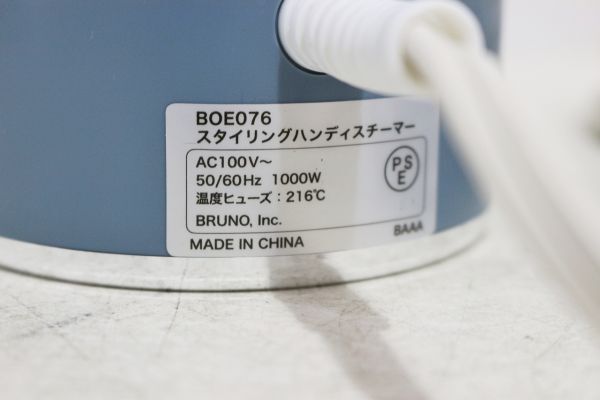 BOE076
スタイリングハンディスチーマー
AC100V～
50/60Hz 1000W
温度ヒューズ：216℃
BRUNO, Inc.
PSE
MADE IN CHINA
8AAA